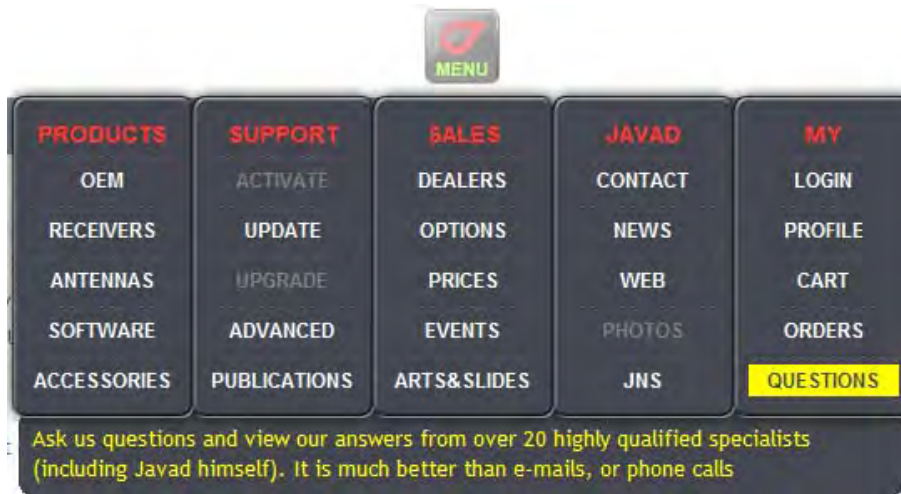 MENU
PRODUCTS SUPPORT SALES JAVAD MY
OEM ACTIVATE DEALERS CONTACT LOGIN
RECEIVERS UPDATE OPTIONS NEWS PROFILE
ANTENNAS UPGRADE PRICES WEB CART
SOFTWARE ADVANCED EVENTS PHOTOS ORDERS
ACCESSORIES PUBLICATIONS ARTS&SLIDES JNS QUESTIONS
Ask us questions and view our answers from over 20 highly qualified specialists
(including Javad himself). It is much better than e-mails, or phone calls